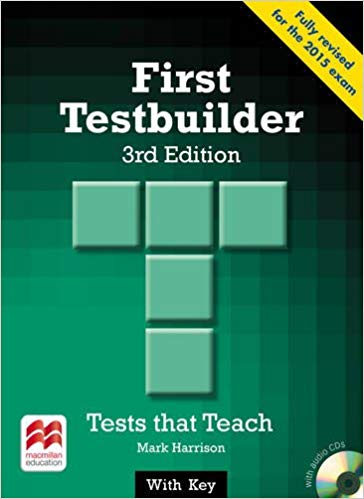 Fully revised
for the 2015 exam
First
Testbuilder
3rd Edition
Tests that Teach
Mark Harrison
macmillan
education
with audio CDs
With Key